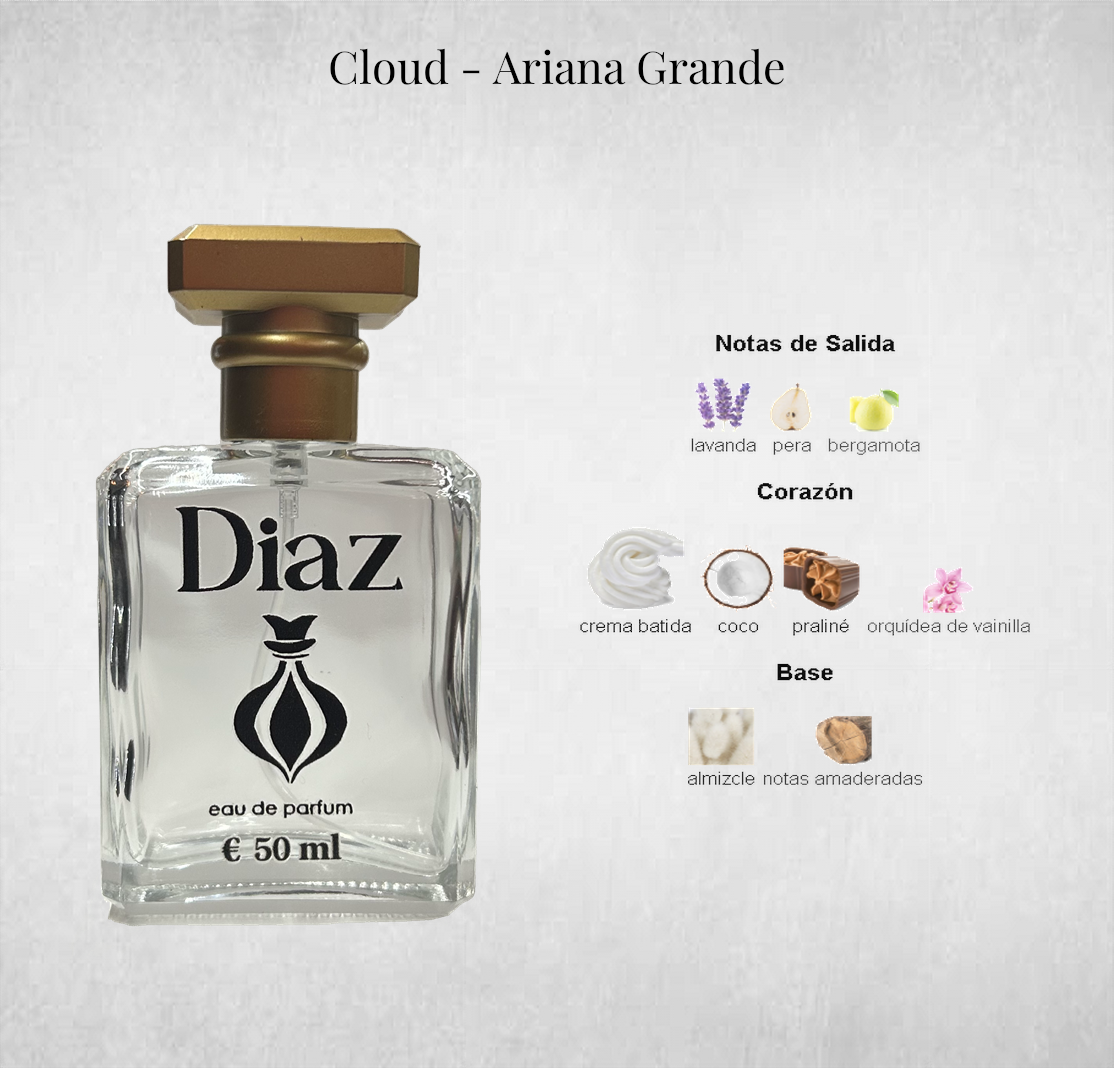 Cloud - Ariana Grande
Diaz
eau de parfum
€ 50 ml
Notas de Salida
lavanda pera bergamota
Corazón
crema batida coco praliné orquídea de vainilla
Base
almizcle notas amaderadas